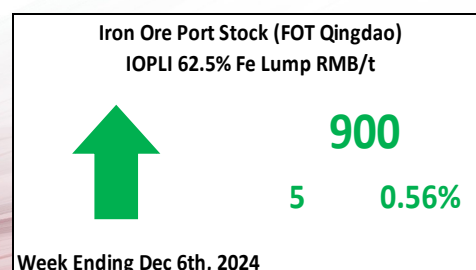 Iron Ore Port Stock (FOT Qingdao)
IOPLI 62.5% Fe Lump RMB/t
900
5 0.56%
Week Ending Dec 6th, 2024